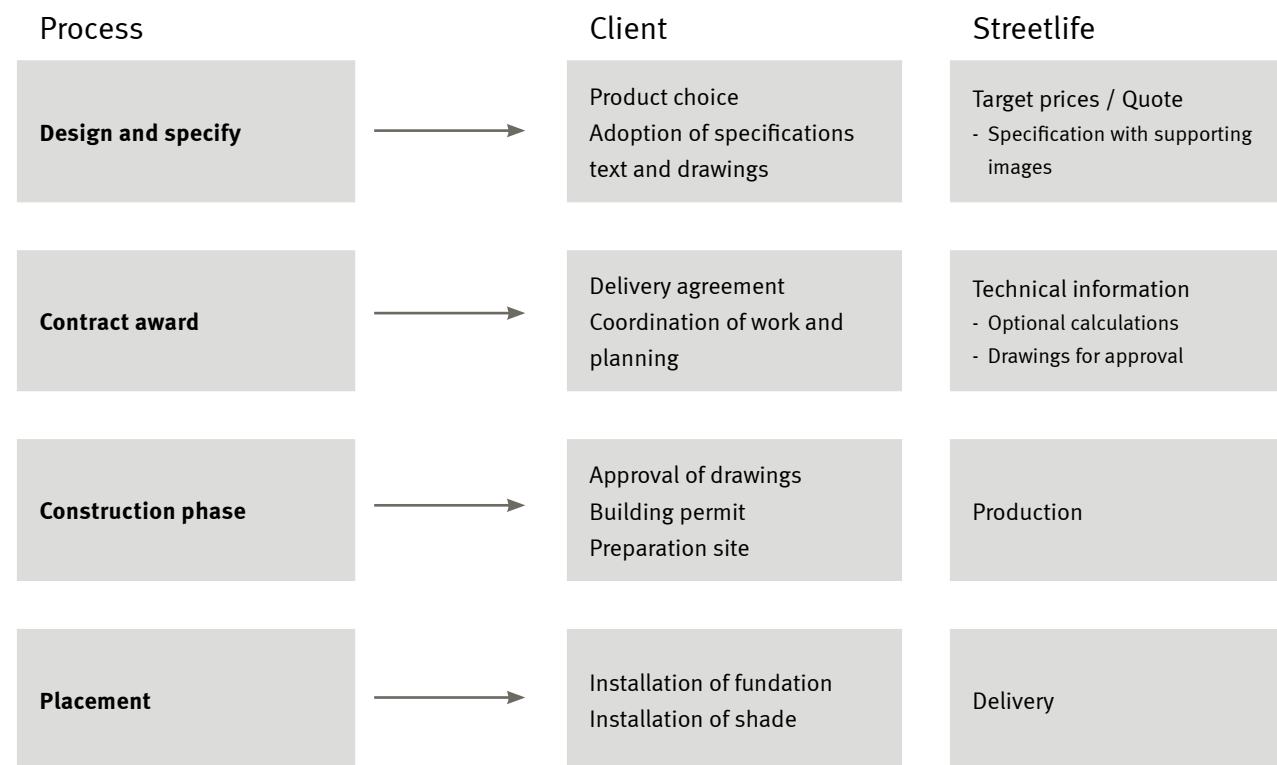 Process
Client
Streetlife
Design and specify
Product choice
Adoption of specifications
text and drawings
Target prices / Quote
- Specification with supporting
images
Contract award
Delivery agreement
Coordination of work and
planning
Technical information
- Optional calculations
- Drawings for approval
Construction phase
Approval of drawings
Building permit
Preparation site
Production
Placement
Installation of fundation
Installation of shade
Delivery